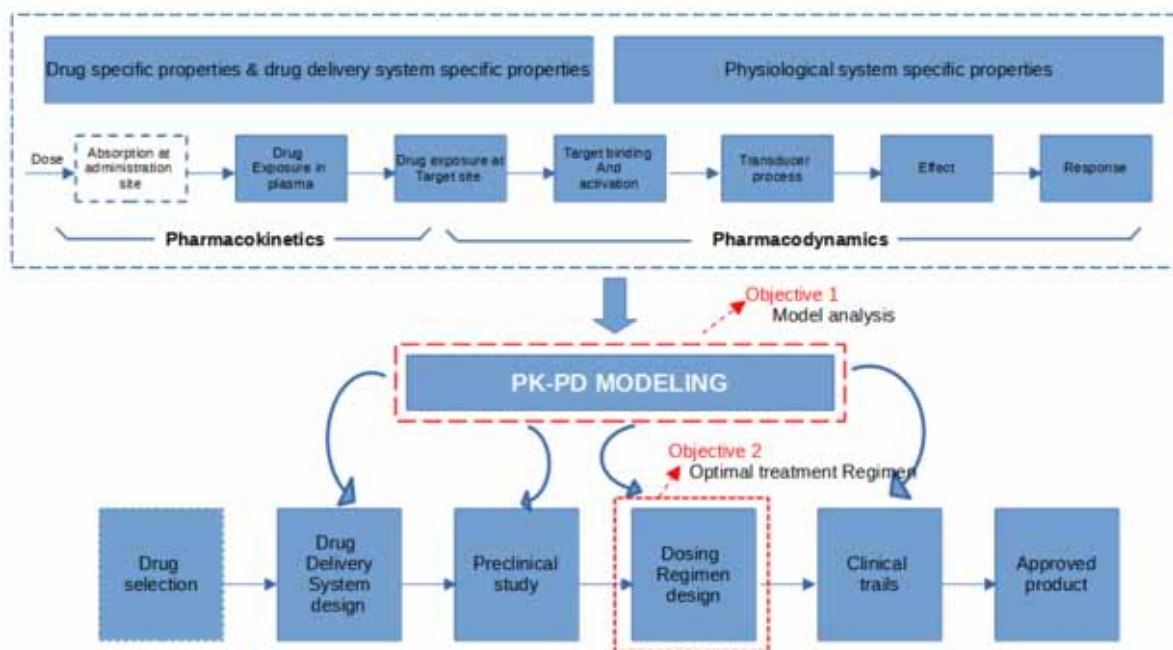 Drug specific properties & drug delivery system specific properties
Physiological system specific properties
Dose
Absorption at
administration
site
Drug
Exposure in
plasma
Drug exposure at
Target site
Target binding
And
activation
Transducer
process
Effect
Response
Pharmacokinetics
Pharmacodynamics
Objective 1
Model analysis
PK-PD MODELING
Objective 2
Optimal treatment Regimen
Drug
selection
Drug
Delivery
System
design
Preclinical
study
Dosing
Regimen
design
Clinical
trails
Approved
product